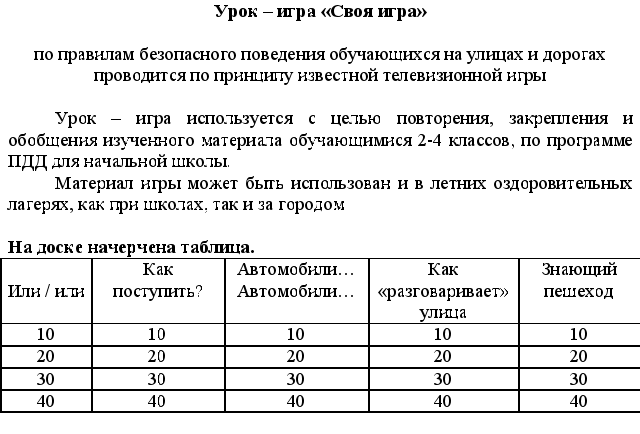 Урок – игра «Своя игра»
по правилам безопасного поведения обучающихся на улицах и дорогах
проводится по принципу известной телевизионной игры
Урок – игра используется с целью повторения, закрепления и
обобщения изученного материала обучающимися 2-4 классов, по программе
ПДД для начальной школы.
Материал игры может быть использован и в летних оздоровительных
лагерях, как при школах, так и за городом
На доске начерчена таблица.
Или / или
Как
поступить?
Автомобили…
Автомобили…
Как
«разговаривает»
улица
Знающий
пешеход
10 10 10 10 10
20 20 20 20 20
30 30 30 30 30
40 40 40 40 40